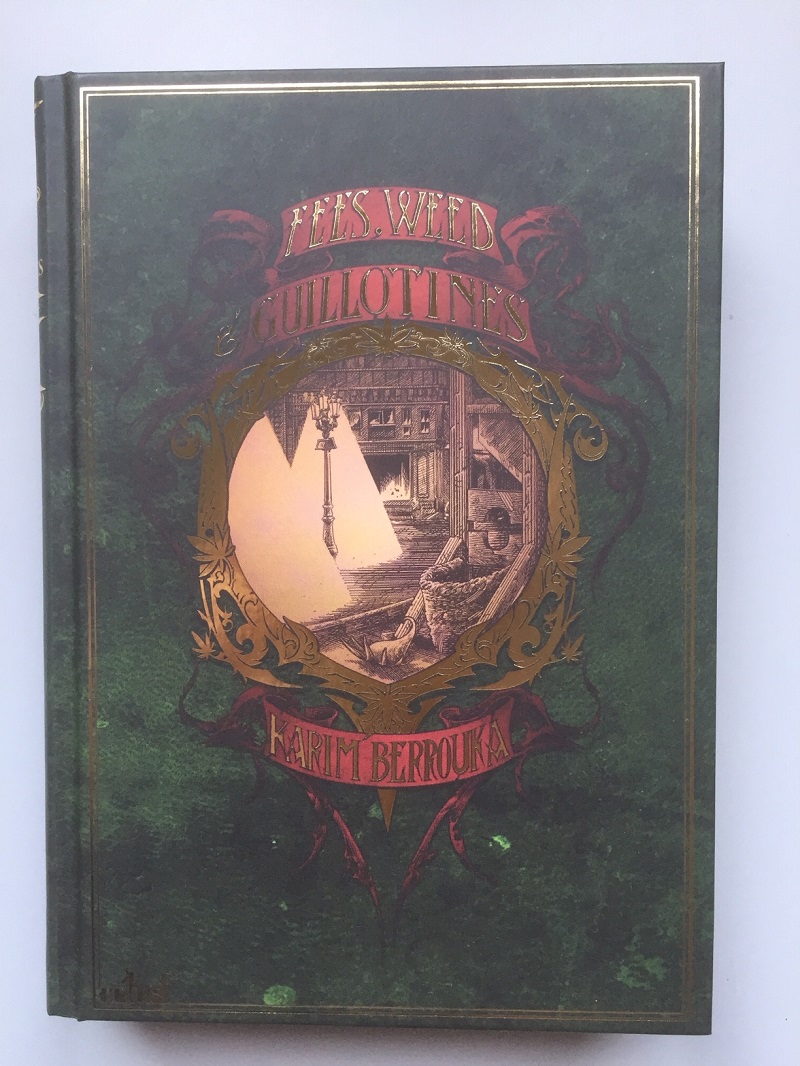 FÉES, WEED
& GUILLOTINES
KARIM BERROUKA